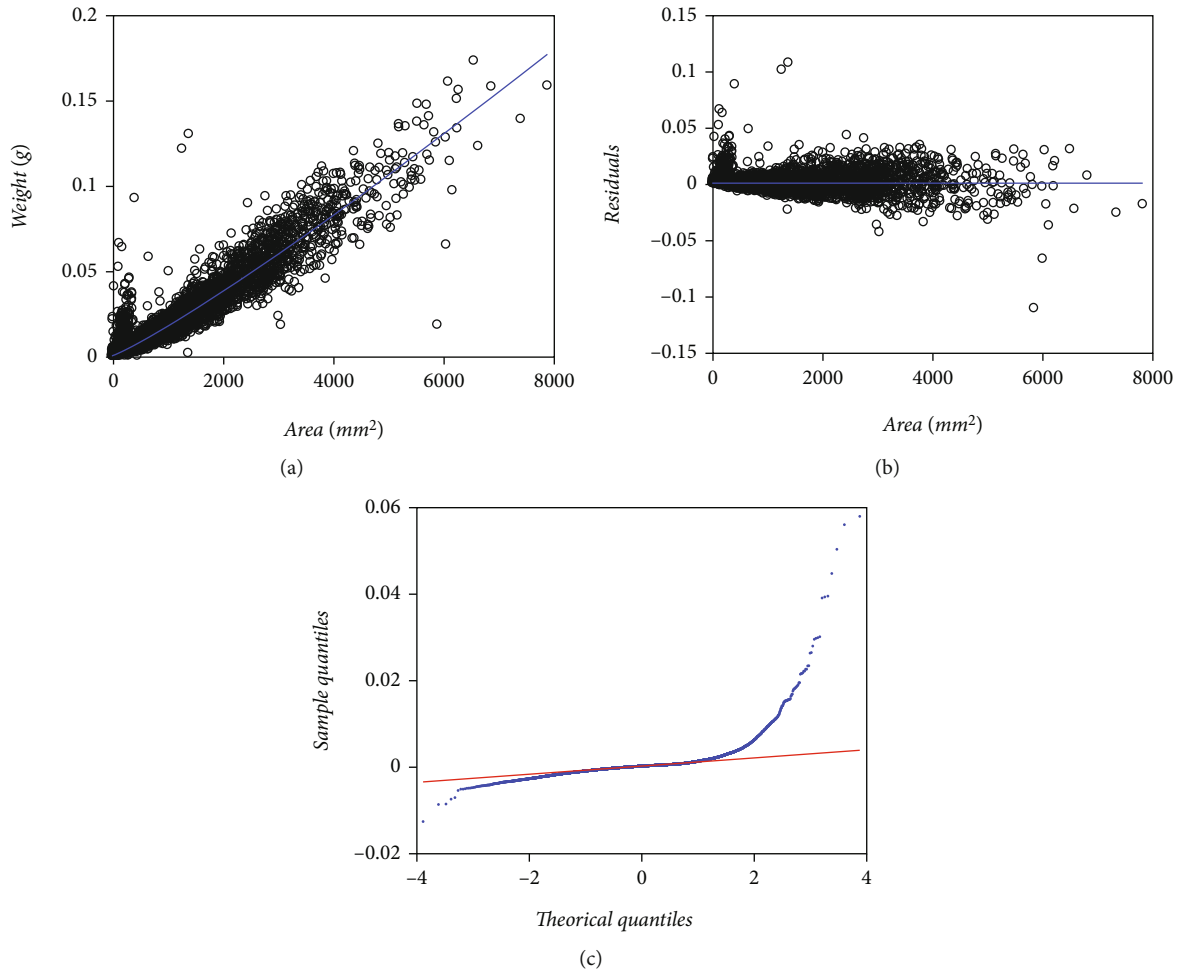 0.2
0.15
0.1
0.05
0
Weight (g)
0 2000 4000 6000 8000
Area (mm²)
(a)
0.15
0.1
0.05
0
−0.05
−0.1
−0.15
Residuals
0 2000 4000 6000 8000
Area (mm²)
(b)
0.06
0.04
0.02
0
−0.02
Sample quantiles
−4 −2 0 2 4
Theorical quantiles
(c)